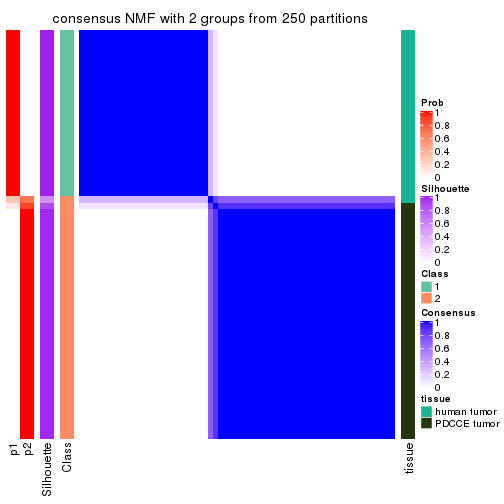 consensus NMF with 2 groups from 250 partitions
Prob
1
0.8
0.6
0.4
0.2
0
Silhouette
1
0.8
0.6
0.4
0.2
0
Class
1
2
Consensus
1
0.8
0.6
0.4
0.2
0
tissue
human tumor
PDCCE tumor
p1
p2
Silhouette
Class
tissue